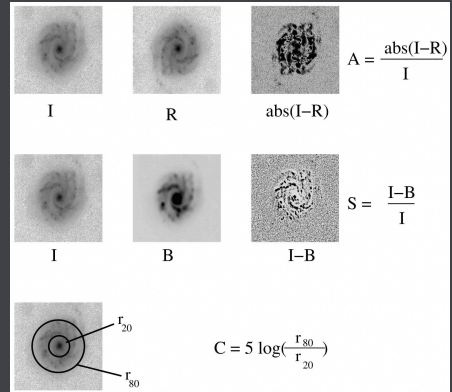 I R abs(I−R) A = abs(I−R) / I
I B I−B S = I−B / I
r20
r80
C = 5 log(r80 / r20)